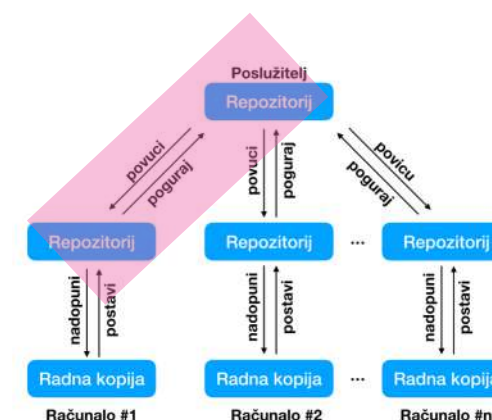 Poslužitelj
Repozitorij
povuci
poguraj
povuci
poguraj
povicu
poguraj
Repozitorij
Repozitorij
...
Repozitorij
nadopuni
postavi
nadopuni
postavi
nadopuni
postavi
Radna kopija
Radna kopija
...
Radna kopija
Računalo #1
Računalo #2
Računalo #n